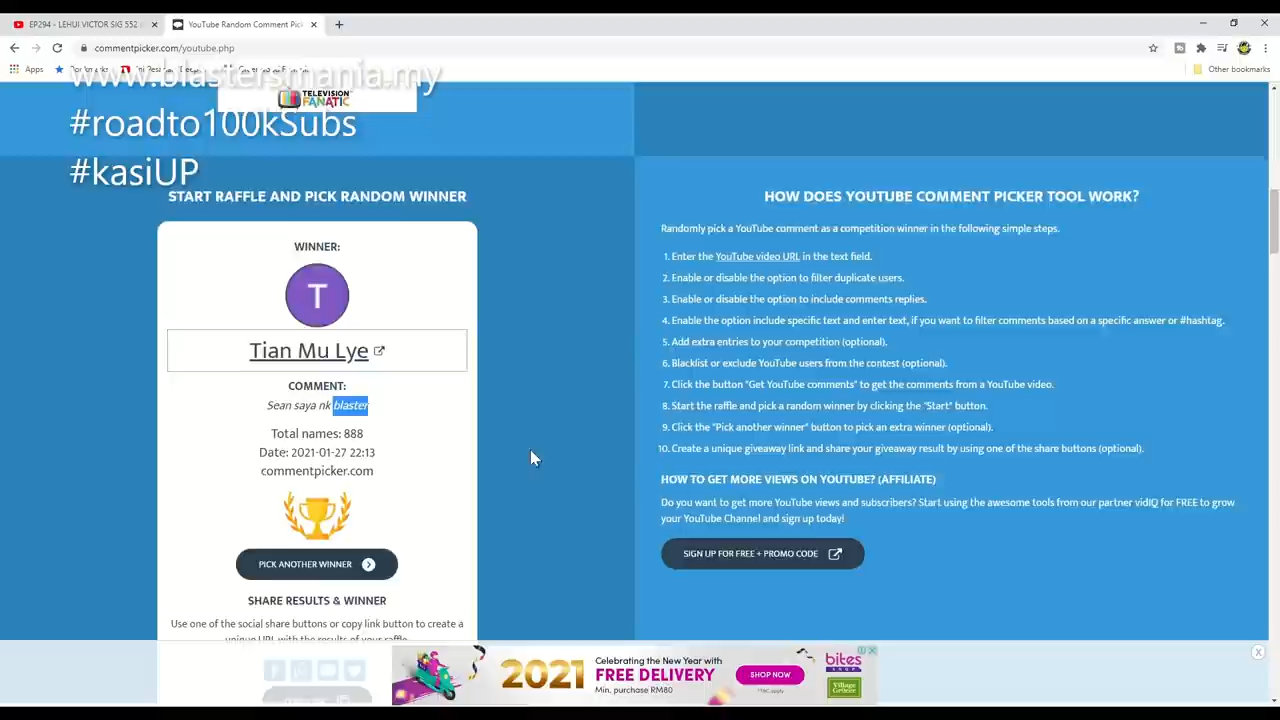 EP294 - LEHUI VICTOR SIG 552
YouTube Random Comment Pick
commentpicker.com/youtube.php
Apps
Other bookmarks
www.blastersmania.my
TELEVISION
FANATIC
#roadto100kSubs
#kasiUP
START RAFFLE AND PICK RANDOM WINNER
WINNER:
T
Tian Mu Lye
COMMENT:
Sean saya nk blaster
Total names: 888
Date: 2021-01-27 22:13
commentpicker.com
PICK ANOTHER WINNER
SHARE RESULTS & WINNER
Use one of the social share buttons or copy link button to create a
unique URL with the results of your raffle
HOW DOES YOUTUBE COMMENT PICKER TOOL WORK?
Randomly pick a YouTube comment as a competition winner in the following simple steps.
1. Enter the YouTube video URL in the text field.
2. Enable or disable the option to filter duplicate users.
3. Enable or disable the option to include comments replies.
4. Enable the option include specific text and enter text, if you want to filter comments based on a specific answer or #hashtag.
5. Add extra entries to your competition (optional).
6. Blacklist or exclude YouTube users from the contest (optional).
7. Click the button "Get YouTube comments" to get the comments from a YouTube video.
8. Start the raffle and pick a random winner by clicking the "Start" button.
9. Click the "Pick another winner" button to pick an extra winner (optional).
10. Create a unique giveaway link and share your giveaway result by using one of the share buttons (optional).
HOW TO GET MORE VIEWS ON YOUTUBE? (AFFILIATE)
Do you want to get more YouTube views and subscribers? Start using the awesome tools from our partner vidIQ for FREE to grow
your YouTube Channel and sign up today!
SIGN UP FOR FREE + PROMO CODE
2021
Celebrating the New Year with
FREE DELIVERY
Min. purchase RM80
SHOP NOW
bites
Village
Grocer